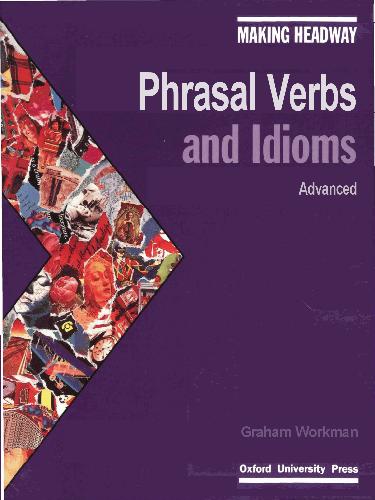 MAKING HEADWAY
Phrasal Verbs
and Idioms
Advanced
Graham Workman
Oxford University Press